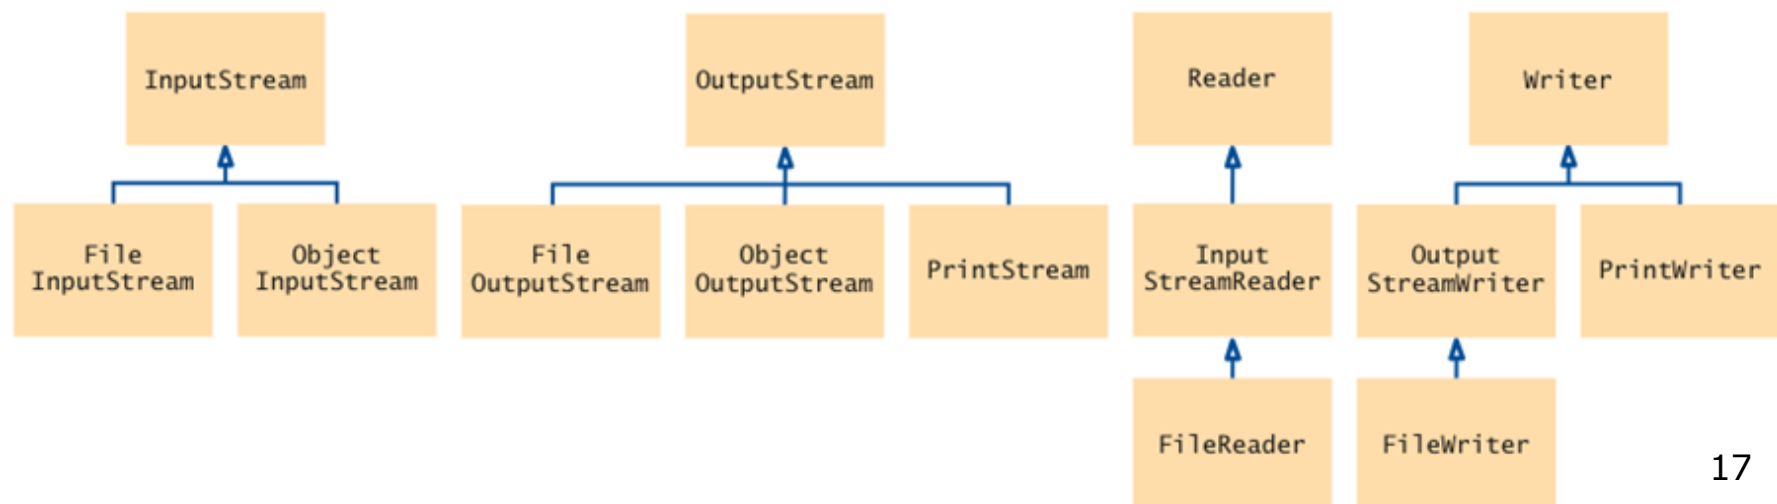 InputStream
OutputStream
Reader
Writer
File
InputStream
Object
InputStream
File
OutputStream
Object
OutputStream
PrintStream
Input
StreamReader
Output
StreamWriter
PrintWriter
FileReader
FileWriter
17